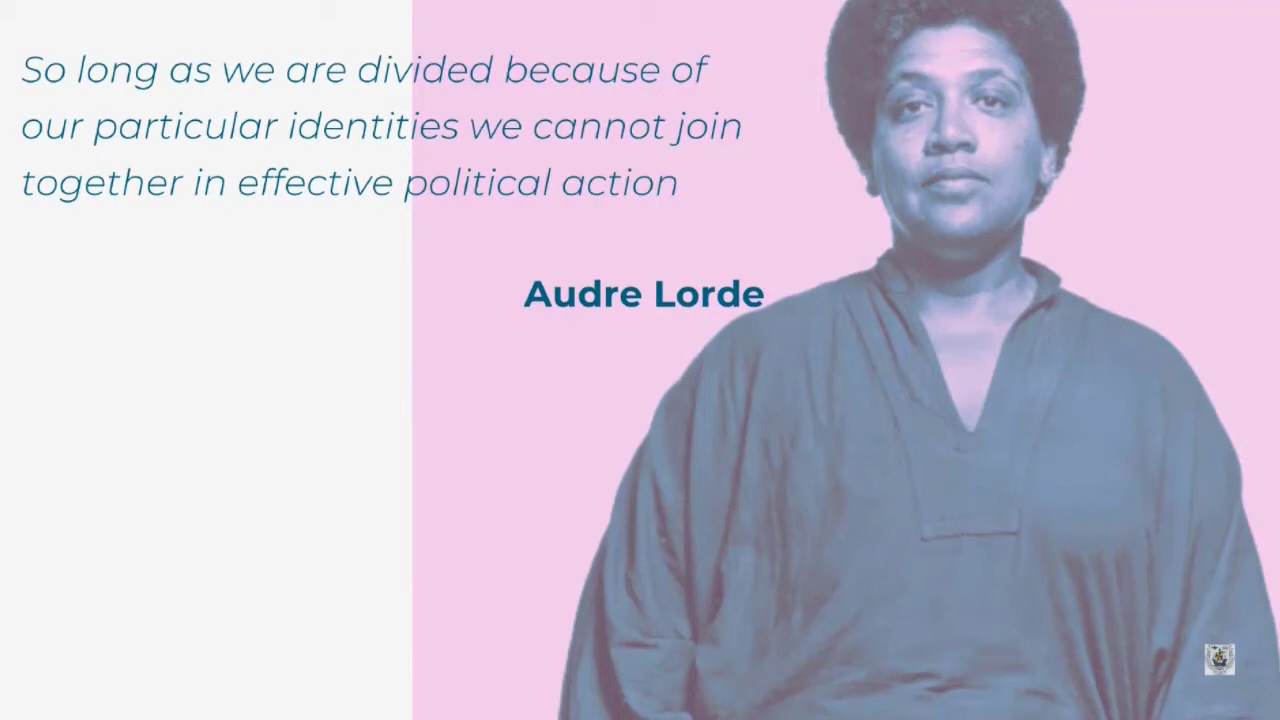 So long as we are divided because of
our particular identities we cannot join
together in effective political action
Audre Lorde